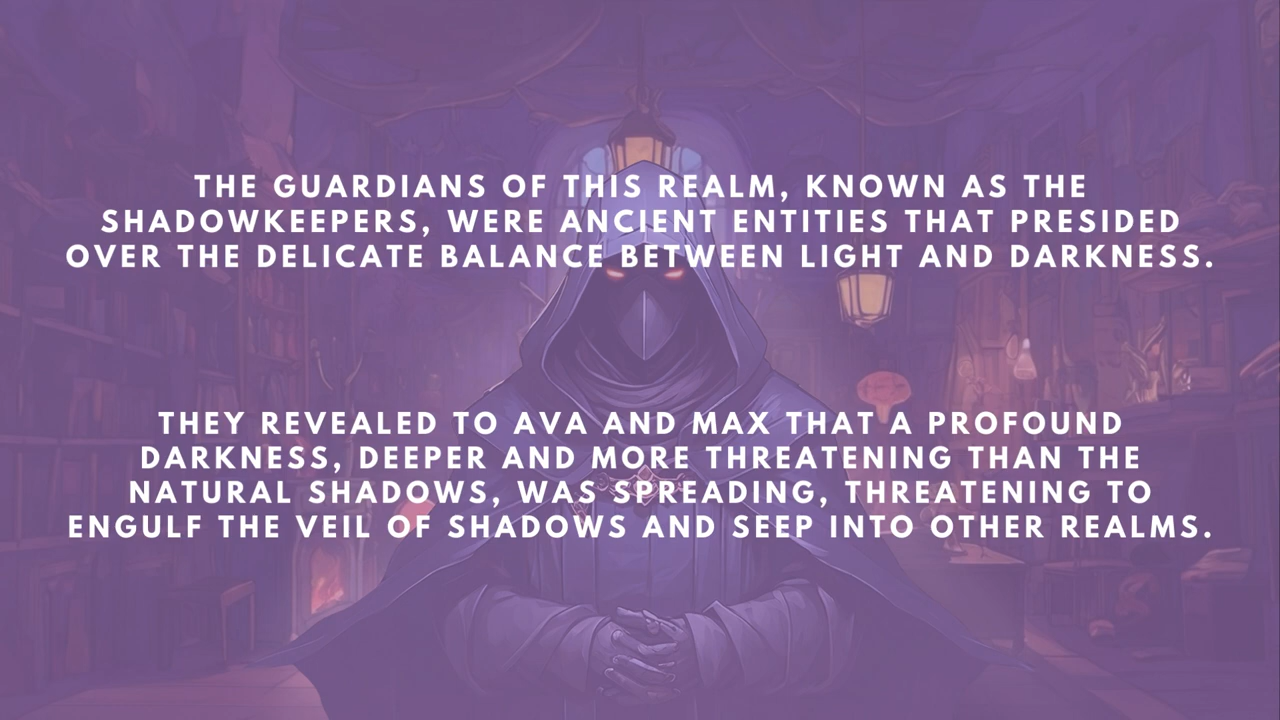 THE GUARDIANS OF THIS REALM, KNOWN AS THE
SHADOWKEEPERS, WERE ANCIENT ENTITIES THAT PRESIDED
OVER THE DELICATE BALANCE BETWEEN LIGHT AND DARKNESS.
THEY REVEALED TO AVA AND MAX THAT A PROFOUND
DARKNESS, DEEPER AND MORE THREATENING THAN THE
NATURAL SHADOWS, WAS SPREADING, THREATENING TO
ENGULF THE VEIL OF SHADOWS AND SEEP INTO OTHER REALMS.